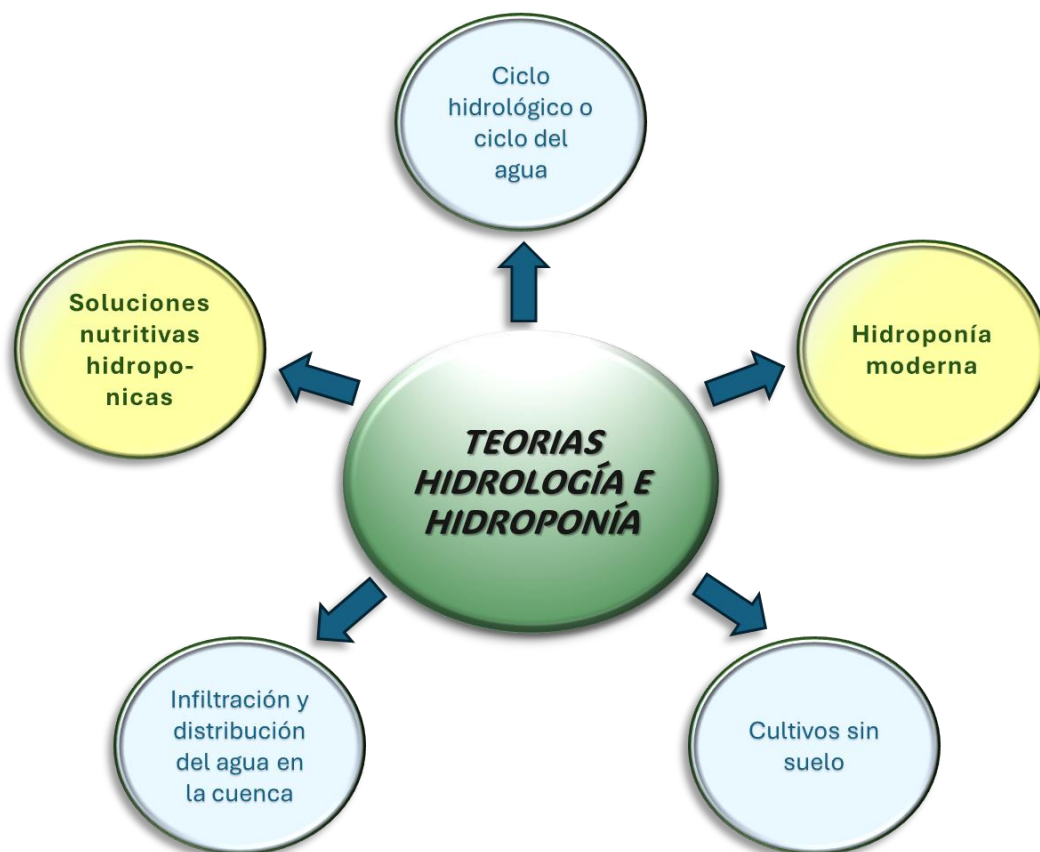 Ciclo
hidrológico o
ciclo del
agua
Soluciones
nutritivas
hidropo-
nicas
Hidroponía
moderna
TEORIAS
HIDROLOGÍA E
HIDROPONÍA
Infiltración y
distribución
del agua en
la cuenca
Cultivos sin
suelo